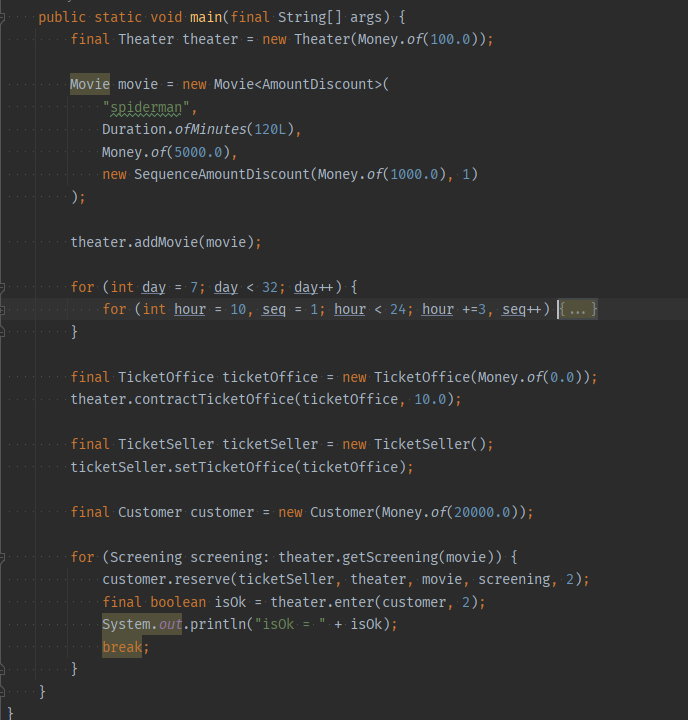 public static void main(final String[] args) {
final Theater theater = new Theater(Money.of(100.0));
Movie movie = new Movie<AmountDiscount>(
"spiderman",
Duration.ofMinutes(120L),
Money.of(5000.0),
new SequenceAmountDiscount(Money.of(1000.0), 1)
);
theater.addMovie(movie);
for (int day = 7; day < 32; day++) {
for (int hour = 10, seq = 1; hour < 24; hour +=3, seq++) {...}
}
final TicketOffice ticketOffice = new TicketOffice(Money.of(0.0));
theater.contractTicketOffice(ticketOffice, 10.0);
final TicketSeller ticketSeller = new TicketSeller();
ticketSeller.setTicketOffice(ticketOffice);
final Customer customer = new Customer(Money.of(20000.0));
for (Screening screening: theater.getScreening(movie)) {
customer.reserve(ticketSeller, theater, movie, screening, 2);
final boolean isOk = theater.enter(customer, 2);
System.out.println("isOk = " + isOk);
break;
}
}
}